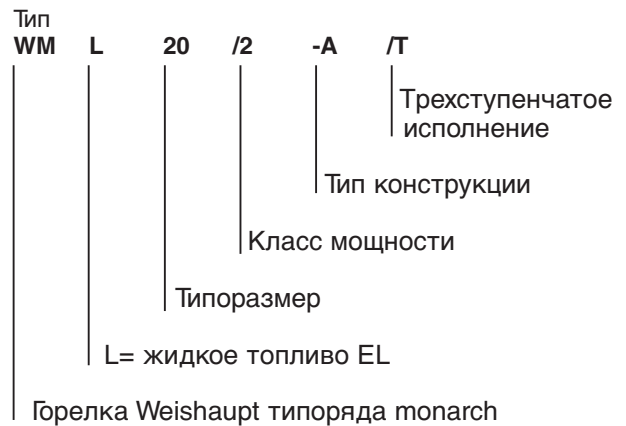 Тип
WM L 20 /2 -A /T
Трехступенчатое
исполнение
Тип конструкции
Класс мощности
Типоразмер
L= жидкое топливо EL
Горелка Weishaupt типоряда monarch